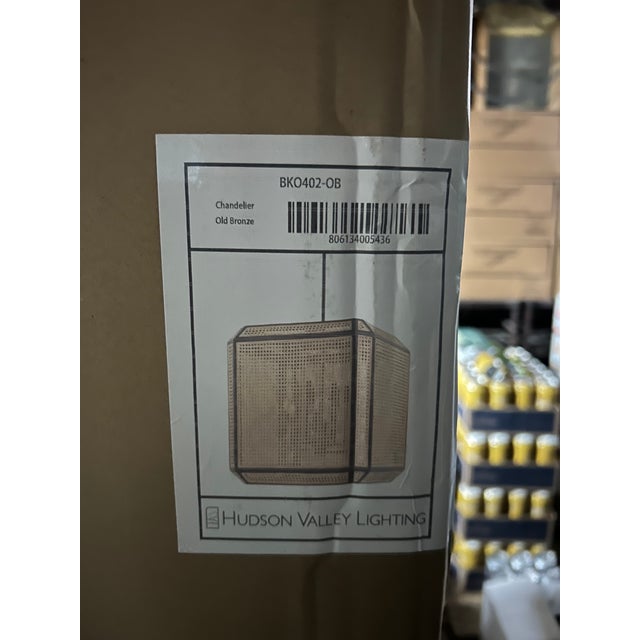 BKO402-OB
Chandelier
Old Bronze
806134005436
HUDSON VALLEY LIGHTING